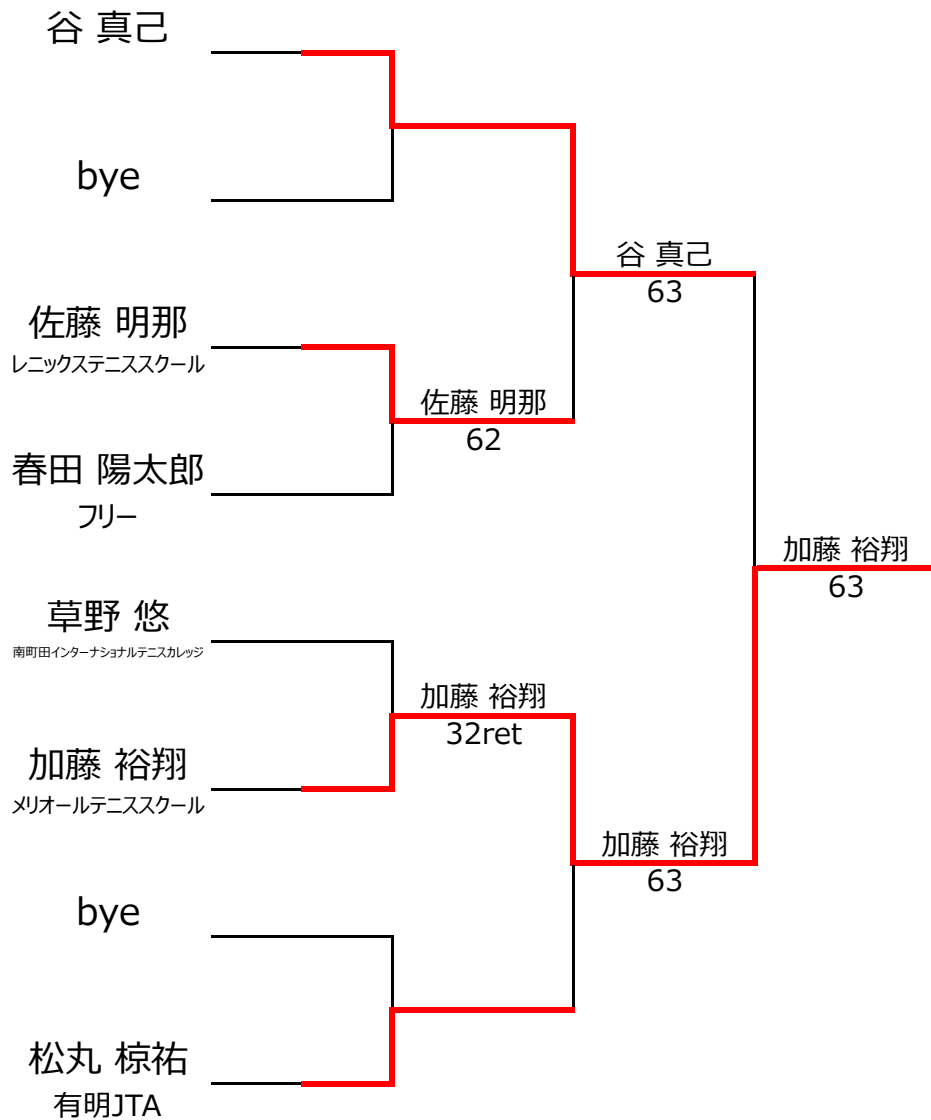 谷 真己
bye
佐藤 明那
レニックステニススクール
春田 陽太郎
フリー
草野 悠
南町田インターナショナルテニスカレッジ
加藤 裕翔
メリオールテニススクール
bye
松丸 椋祐
有明JTA
佐藤 明那
62
加藤 裕翔
32ret
谷 真己
63
加藤 裕翔
63
加藤 裕翔
63